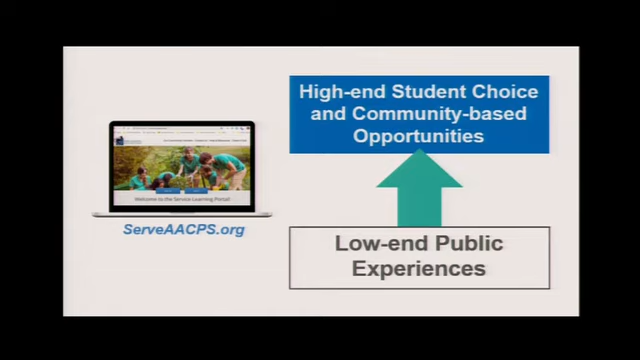 High-end Student Choice
and Community-based
Opportunities
Welcome to the Service Learning Portal!
ServeAACPS.org
Low-end Public
Experiences